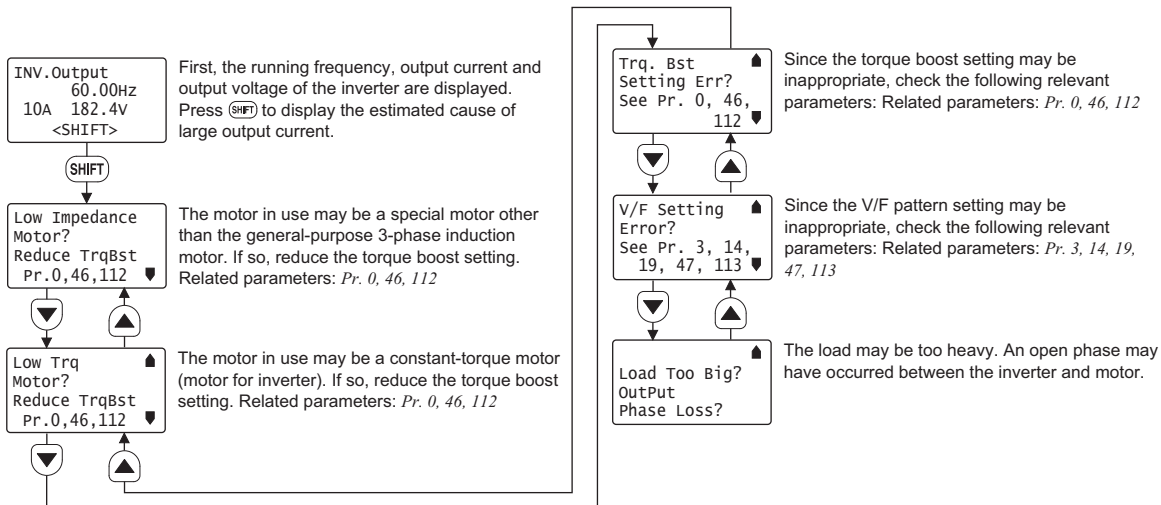 INV.Output
60.00Hz
10A 182.4V
<SHIFT>
First, the running frequency, output current and
output voltage of the inverter are displayed.
Press SHIFT to display the estimated cause of
large output current.
SHIFT
Low Impedance
Motor?
Reduce TrqBst
Pr.0,46,112
The motor in use may be a special motor other
than the general-purpose 3-phase induction
motor. If so, reduce the torque boost setting.
Related parameters: Pr. 0, 46, 112
Low Trq
Motor?
Reduce TrqBst
Pr.0,46,112
The motor in use may be a constant-torque motor
(motor for inverter). If so, reduce the torque boost
setting. Related parameters: Pr. 0, 46, 112
Trq. Bst
Setting Err?
See Pr. 0, 46,
112
Since the torque boost setting may be
inappropriate, check the following relevant
parameters: Related parameters: Pr. 0, 46, 112
V/F Setting
Error?
See Pr. 3, 14,
19, 47, 113
Since the V/F pattern setting may be
inappropriate, check the following relevant
parameters: Related parameters: Pr. 3, 14, 19,
47, 113
Load Too Big?
OutPut
Phase Loss?
The load may be too heavy. An open phase may
have occurred between the inverter and motor.